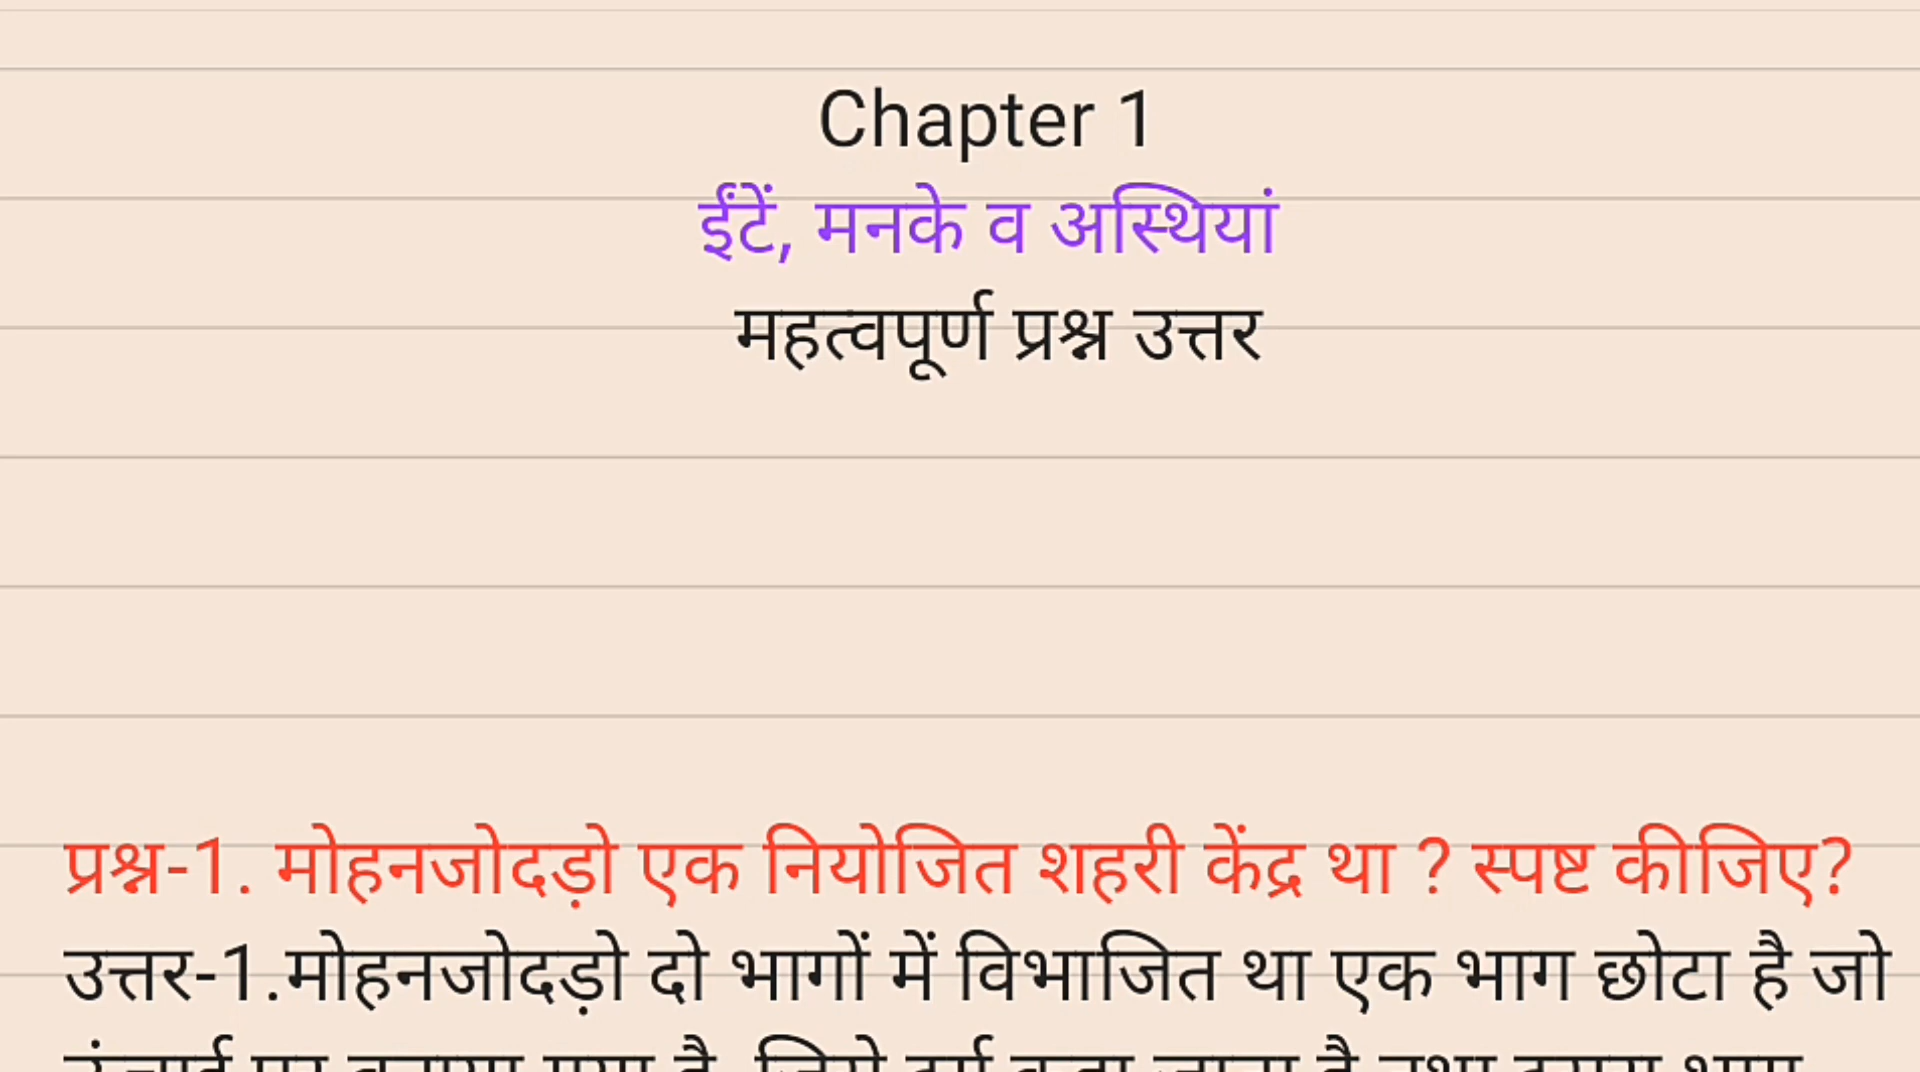 Chapter 1
ईंटें, मनके व अस्थियां
महत्वपूर्ण प्रश्न उत्तर
प्रश्न-1. मोहनजोदड़ो एक नियोजित शहरी केंद्र था ? स्पष्ट कीजिए?
उत्तर-1.मोहनजोदड़ो दो भागों में विभाजित था एक भाग छोटा है जो